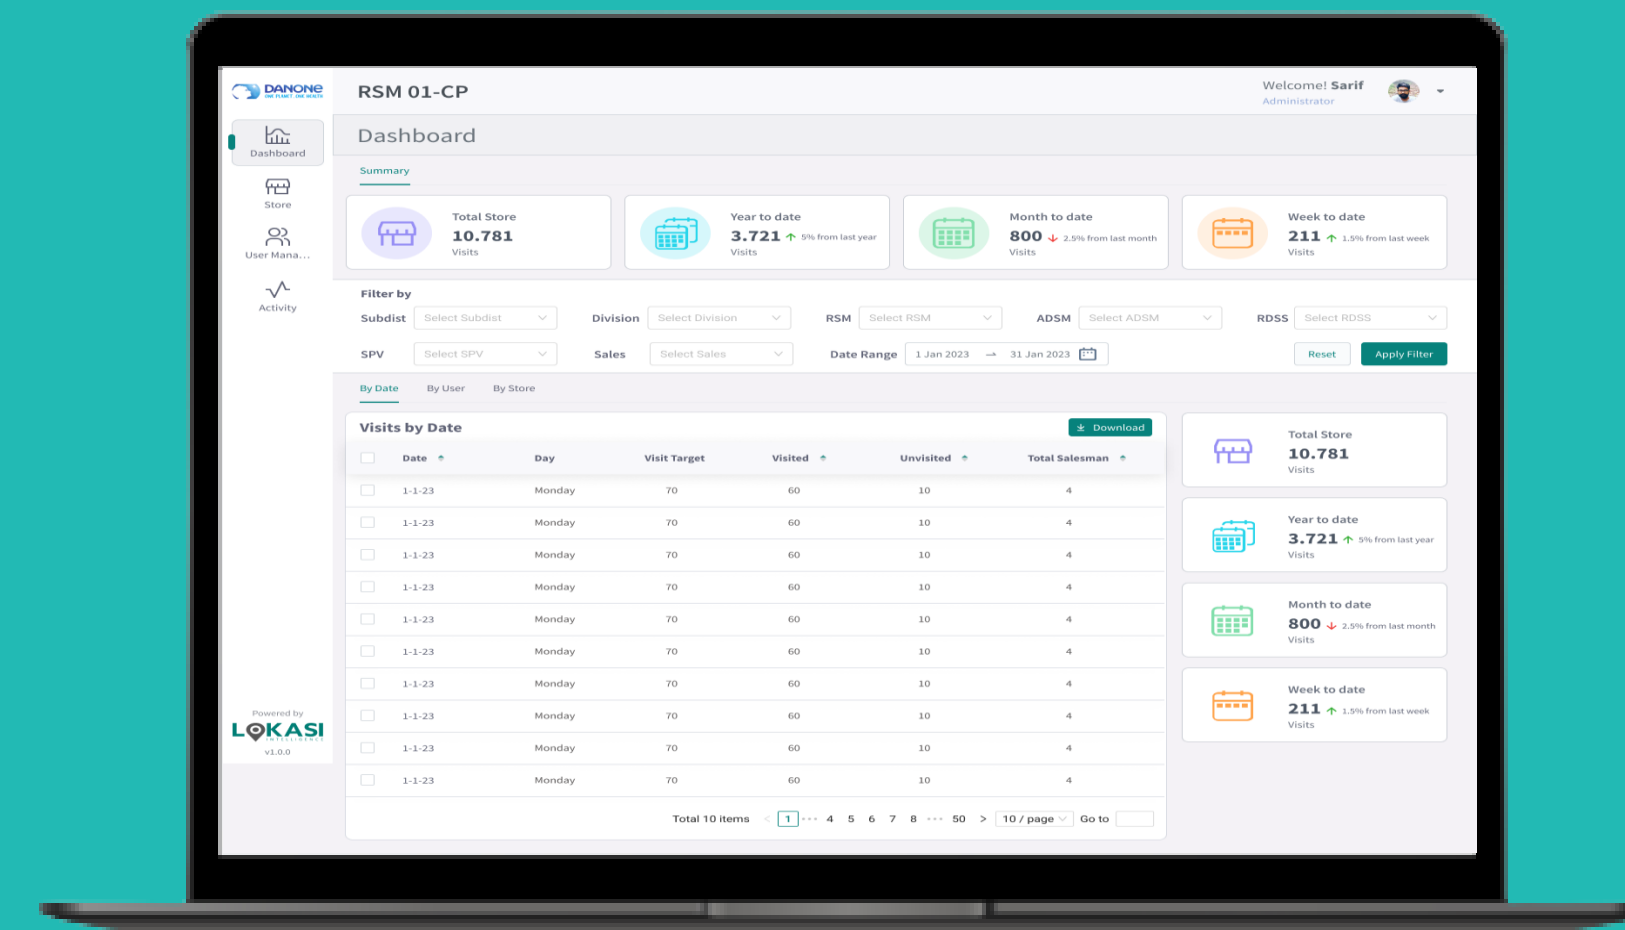 DANONE
ONE PLANET. ONE HEALTH
RSM 01-CP
Welcome! Sarif
Administrator
Dashboard
Store
User Mana...
Activity
Powered by
LOKASI
INTELLIGENCE
v1.0.0
Dashboard
Summary
Total Store
10.781
Visits
Year to date
3.721 5% from last year
Visits
Month to date
800 2.5% from last month
Visits
Week to date
211 1.5% from last week
Visits
Filter by
Subdist Select Subdist Division Select Division RSM Select RSM ADSM Select ADSM RDSS Select RDSS
SPV Select SPV Sales Select Sales Date Range 1 Jan 2023 → 31 Jan 2023 Reset Apply Filter
By Date By User By Store
Visits by Date Download
Date Day Visit Target Visited Unvisited Total Salesman
1-1-23 Monday 70 60 10 4
1-1-23 Monday 70 60 10 4
1-1-23 Monday 70 60 10 4
1-1-23 Monday 70 60 10 4
1-1-23 Monday 70 60 10 4
1-1-23 Monday 70 60 10 4
1-1-23 Monday 70 60 10 4
1-1-23 Monday 70 60 10 4
1-1-23 Monday 70 60 10 4
1-1-23 Monday 70 60 10 4
Total 10 items < 1 ••• 4 5 6 7 8 ••• 50 > 10 / page Go to
Total Store
10.781
Visits
Year to date
3.721 5% from last year
Visits
Month to date
800 2.5% from last month
Visits
Week to date
211 1.5% from last week
Visits